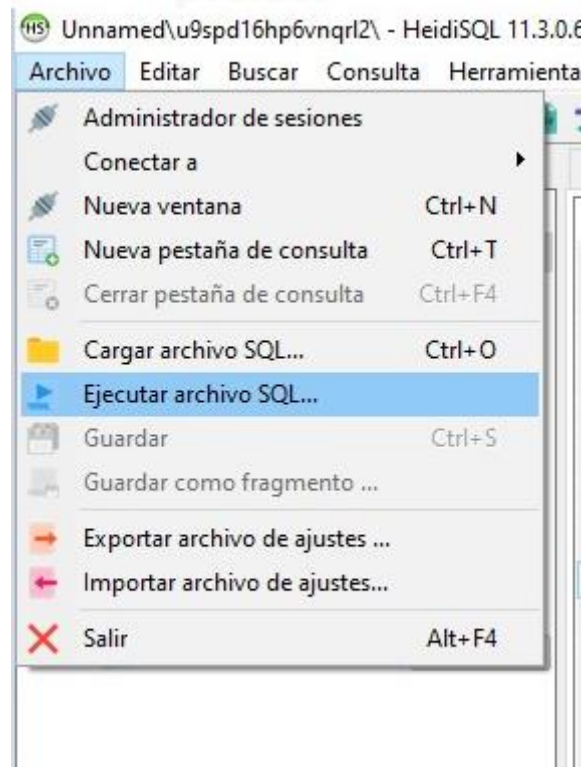 HS Unnamed\u9spd16hp6vnqrl2\ - HeidiSQL 11.3.0.6
Archivo Editar Buscar Consulta Herramienta
Administrador de sesiones
Conectar a
Nueva ventana Ctrl+N
Nueva pestaña de consulta Ctrl+T
Cerrar pestaña de consulta Ctrl+F4
Cargar archivo SQL... Ctrl+O
Ejecutar archivo SQL...
Guardar Ctrl+S
Guardar como fragmento ...
Exportar archivo de ajustes ...
Importar archivo de ajustes...
Salir Alt+F4